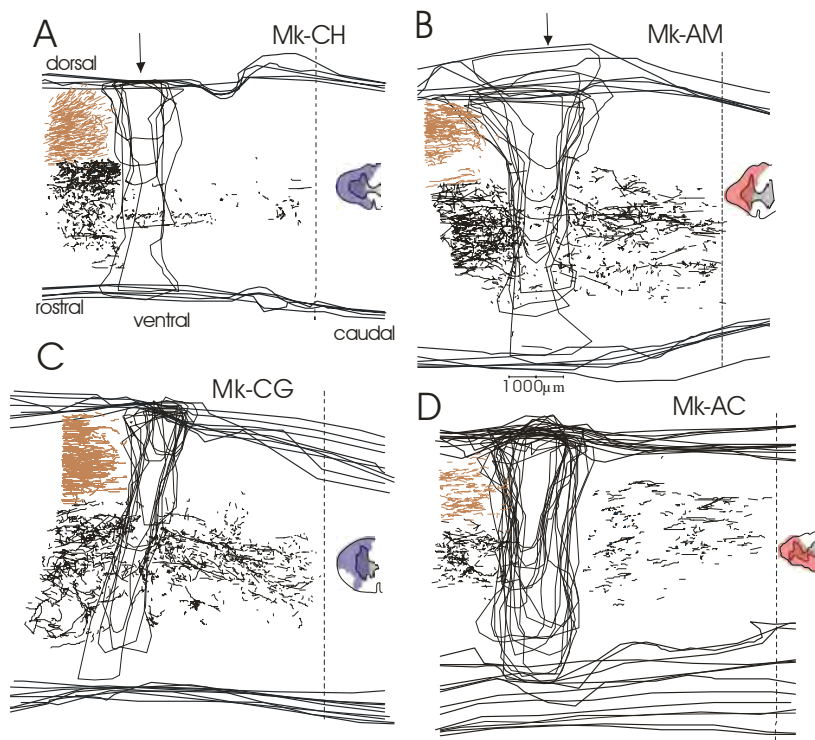 A
Mk-CH
dorsal
rostral
ventral
caudal
B
Mk-AM
1000µm
C
Mk-CG
D
Mk-AC